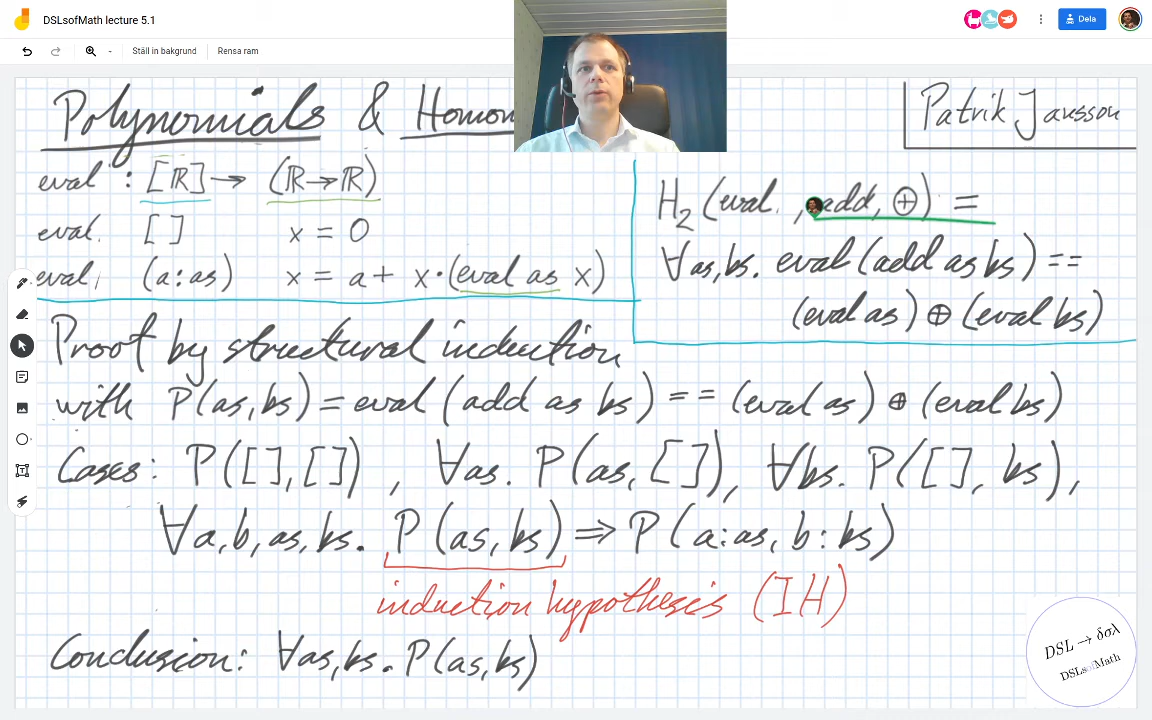 DSLsofMath lecture 5.1
Dela
Ställ in bakgrund
Rensa ram
Polynomials & Homom
Patrik Jansson
eval : [ℝ] → (ℝ→ℝ)
eval [] x = 0
eval (a:as) x = a + x·(eval as x)
H₂(eval, add, ⊕) =
∀as,bs. eval(add as bs) ==
(eval as) ⊕ (eval bs)
Proof by structural induction
with P(as,bs) = eval (add as bs) == (eval as) ⊕ (eval bs)
Cases: P([],[]), ∀as. P(as,[]), ∀bs. P([], bs),
∀a,b,as,bs. P(as,bs) ⇒ P(a:as, b:bs)
induction hypothesis (IH)
Conclusion: ∀as,bs. P(as,bs)
DSL → δσλ
DSLsofMath